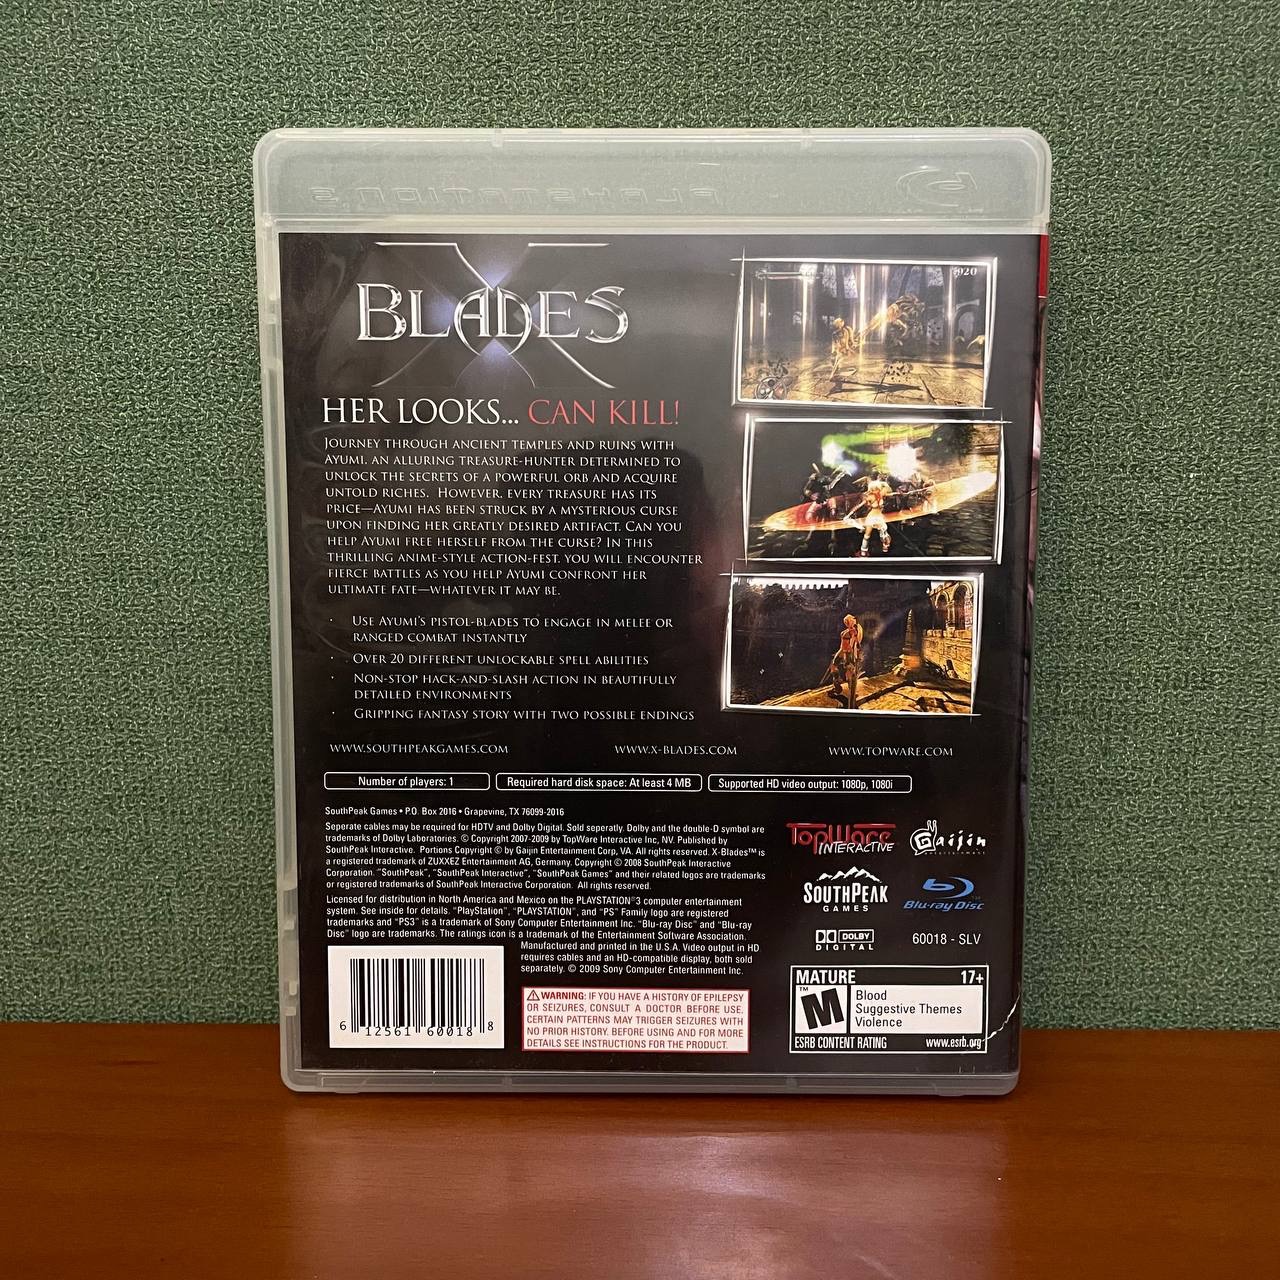 PLAYSTATION 3
X
BLADES
HER LOOKS... CAN KILL!
JOURNEY THROUGH ANCIENT TEMPLES AND RUINS WITH
AYUMI, AN ALLURING TREASURE-HUNTER DETERMINED TO
UNLOCK THE SECRETS OF A POWERFUL ORB AND ACQUIRE
UNTOLD RICHES. HOWEVER, EVERY TREASURE HAS ITS
PRICE—AYUMI HAS BEEN STRUCK BY A MYSTERIOUS CURSE
UPON FINDING HER GREATLY DESIRED ARTIFACT. CAN YOU
HELP AYUMI FREE HERSELF FROM THE CURSE? IN THIS
THRILLING ANIME-STYLE ACTION-FEST, YOU WILL ENCOUNTER
FIERCE BATTLES AS YOU HELP AYUMI CONFRONT HER
ULTIMATE FATE—WHATEVER IT MAY BE.
· USE AYUMI'S PISTOL-BLADES TO ENGAGE IN MELEE OR
RANGED COMBAT INSTANTLY
· OVER 20 DIFFERENT UNLOCKABLE SPELL ABILITIES
· NON-STOP HACK-AND-SLASH ACTION IN BEAUTIFULLY
DETAILED ENVIRONMENTS
· GRIPPING FANTASY STORY WITH TWO POSSIBLE ENDINGS
920
WWW.SOUTHPEAKGAMES.COM WWW.X-BLADES.COM WWW.TOPWARE.COM
Number of players: 1 Required hard disk space: At least 4 MB Supported HD video output: 1080p, 1080i
SouthPeak Games • P.O. Box 2016 • Grapevine, TX 76099-2016
Seperate cables may be required for HDTV and Dolby Digital. Sold seperatly. Dolby and the double-D symbol are
trademarks of Dolby Laboratories. © Copyright 2007-2009 by TopWare Interactive Inc, NV. Published by
SouthPeak Interactive. Portions Copyright © by Gaijin Entertainment Corp, VA. All rights reserved. X-Blades™ is
a registered trademark of ZUXXEZ Entertainment AG, Germany. Copyright © 2008 SouthPeak Interactive
Corporation. "SouthPeak", "SouthPeak Interactive", "SouthPeak Games" and their related logos are trademarks
or registered trademarks of SouthPeak Interactive Corporation. All rights reserved.
Licensed for distribution in North America and Mexico on the PLAYSTATION®3 computer entertainment
system. See inside for details. "PlayStation", "PLAYSTATION", and "PS" Family logo are registered
trademarks and "PS3" is a trademark of Sony Computer Entertainment Inc. "Blu-ray Disc" and "Blu-ray
Disc" logo are trademarks. The ratings icon is a trademark of the Entertainment Software Association.
Manufactured and printed in the U.S.A. Video output in HD
requires cables and an HD-compatible display, both sold
separately. © 2009 Sony Computer Entertainment Inc.
TopWare
INTERACTIVE
Gaijin
entertainment
SOUTHPEAK
GAMES
Blu-ray Disc
DOLBY
DIGITAL
60018 - SLV
6 12561 60018 8
WARNING: IF YOU HAVE A HISTORY OF EPILEPSY
OR SEIZURES, CONSULT A DOCTOR BEFORE USE.
CERTAIN PATTERNS MAY TRIGGER SEIZURES WITH
NO PRIOR HISTORY. BEFORE USING AND FOR MORE
DETAILS SEE INSTRUCTIONS FOR THE PRODUCT.
MATURE 17+
M
™
Blood
Suggestive Themes
Violence
ESRB CONTENT RATING www.esrb.org